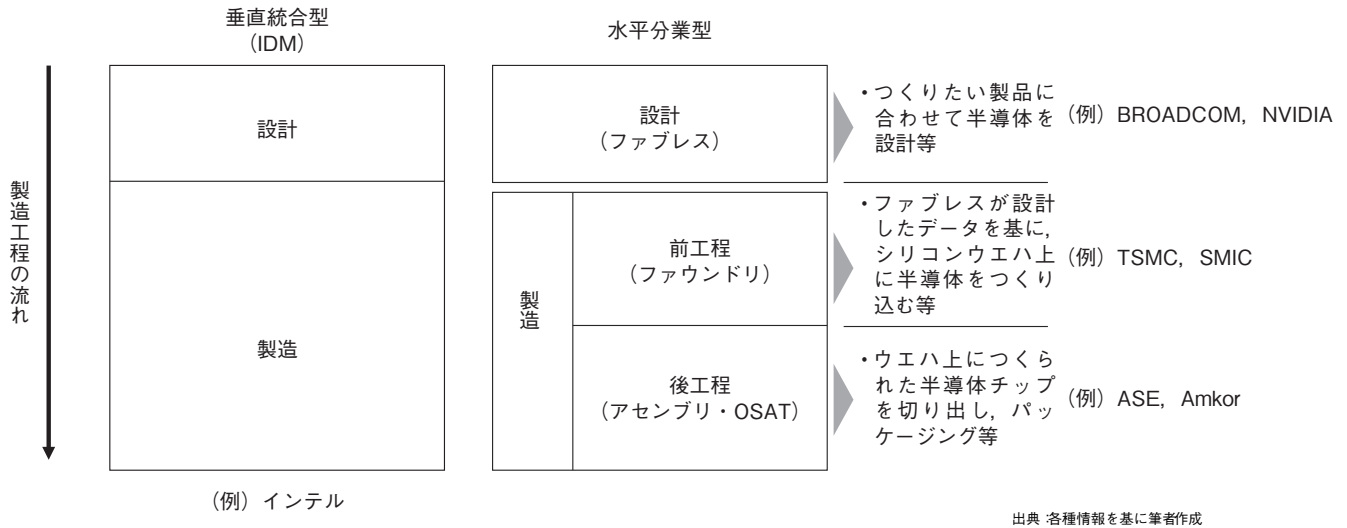 垂直統合型
（IDM）
水平分業型
製造工程の流れ
設計
製造
（例）インテル
設計
（ファブレス）
製造
前工程
（ファウンドリ）
後工程
（アセンブリ・OSAT）
・つくりたい製品に
合わせて半導体を
設計等
（例）BROADCOM，NVIDIA
・ファブレスが設計
したデータを基に，
シリコンウエハ上
に半導体をつくり
込む等
（例）TSMC，SMIC
・ウエハ上につくら
れた半導体チップ
を切り出し，パッ
ケージング等
（例）ASE，Amkor
出典:各種情報を基に筆者作成